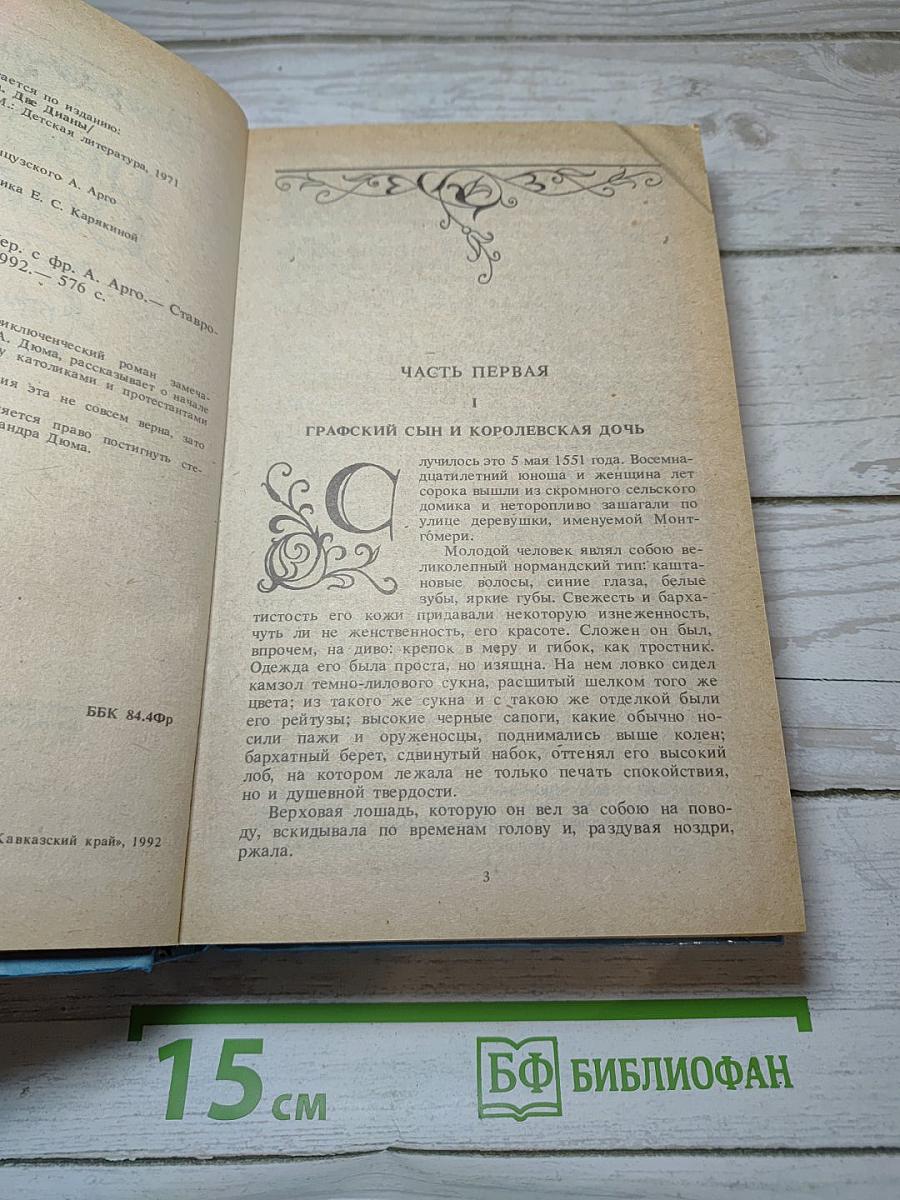 ается по изданию:
Две Дианы/
М.: Детская литература, 1971
цузского А. Арго
ика Е. С. Карякиной
ер. с фр. А. Арго.— Ставро-
992.— 576 с.
иключенческий роман замеча-
А. Дюма, рассказывает о начале
у католиками и протестантами
ия эта не совсем верна, зато
яется право постигнуть сте-
андра Дюма.
ББК 84.4Фр
Кавказский край», 1992
ЧАСТЬ ПЕРВАЯ
I
ГРАФСКИЙ СЫН И КОРОЛЕВСКАЯ ДОЧЬ
Случилось это 5 мая 1551 года. Восемна-
дцатилетний юноша и женщина лет
сорока вышли из скромного сельского
домика и неторопливо зашагали по
улице деревушки, именуемой Монт-
гомери.
Молодой человек являл собою ве-
ликолепный нормандский тип: кашта-
новые волосы, синие глаза, белые
зубы, яркие губы. Свежесть и барха-
тистость его кожи придавали некоторую изнеженность,
чуть ли не женственность, его красоте. Сложен он был,
впрочем, на диво: крепок в меру и гибок, как тростник.
Одежда его была проста, но изящна. На нем ловко сидел
камзол темно-лилового сукна, расшитый шелком того же
цвета; из такого же сукна и с такою же отделкой были
его рейтузы; высокие черные сапоги, какие обычно но-
сили пажи и оруженосцы, поднимались выше колен;
бархатный берет, сдвинутый набок, оттенял его высокий
лоб, на котором лежала не только печать спокойствия,
но и душевной твердости.
Верховая лошадь, которую он вел за собою на пово-
ду, вскидывала по временам голову и, раздувая ноздри,
ржала.
3
15 см
БФ БИБЛИОФАН